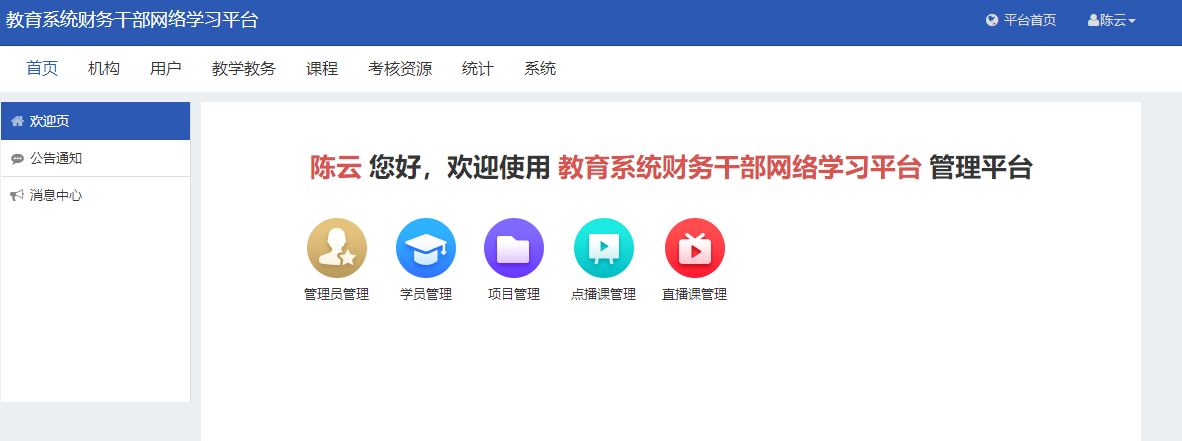 教育系统财务干部网络学习平台 平台首页 陈云
首页 机构 用户 教学教务 课程 考核资源 统计 系统
欢迎页
公告通知
消息中心
陈云 您好，欢迎使用 教育系统财务干部网络学习平台 管理平台
管理员管理 学员管理 项目管理 点播课管理 直播课管理